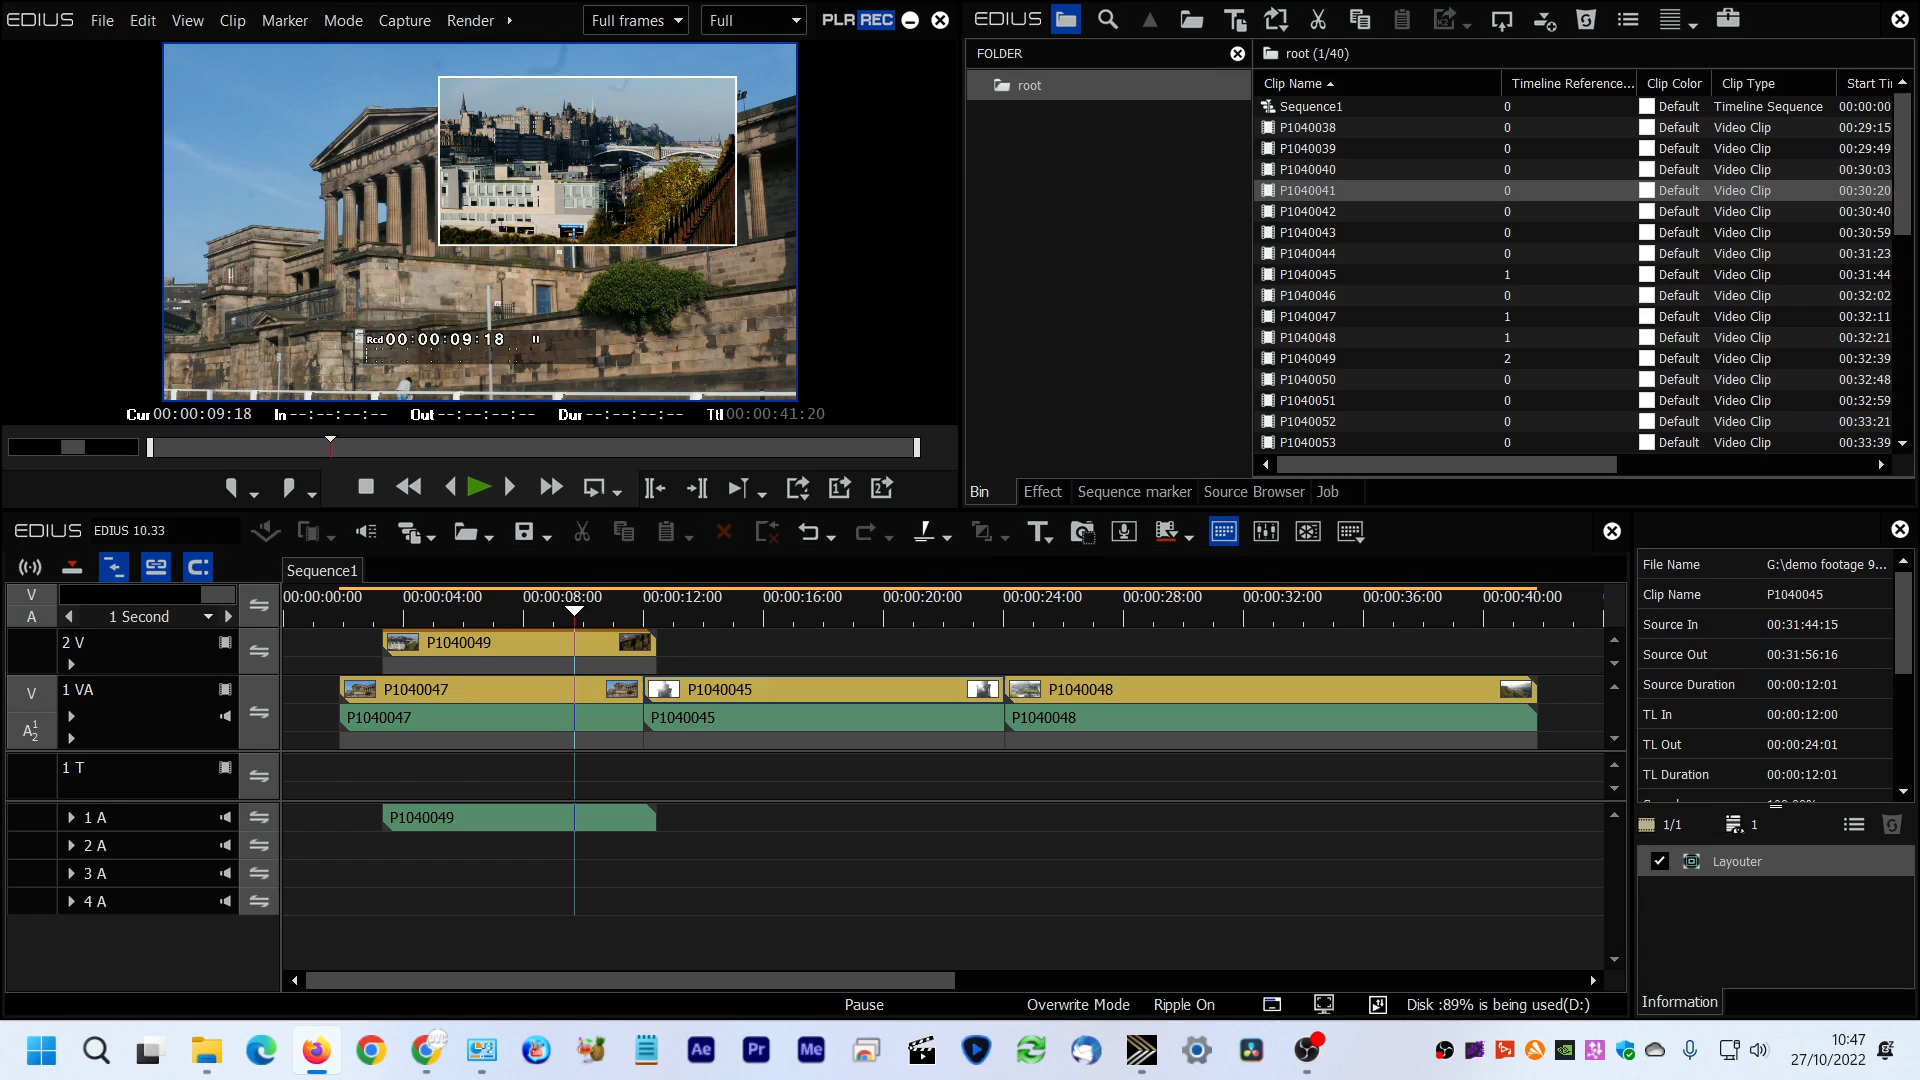 EDIUS File Edit View Clip Marker Mode Capture Render Full frames Full PLR REC
Rcd 00:00:09:18
Cur 00:00:09:18 In --:--:--:-- Out --:--:--:-- Dur --:--:--:-- Ttl 00:00:41:20
EDIUS
FOLDER
root
root (1/40)
Clip Name Timeline Reference... Clip Color Clip Type Start Ti
Sequence1 0 Default Timeline Sequence 00:00:00
P1040038 0 Default Video Clip 00:29:15
P1040039 0 Default Video Clip 00:29:49
P1040040 0 Default Video Clip 00:30:03
P1040041 0 Default Video Clip 00:30:20
P1040042 0 Default Video Clip 00:30:40
P1040043 0 Default Video Clip 00:30:59
P1040044 0 Default Video Clip 00:31:23
P1040045 1 Default Video Clip 00:31:44
P1040046 0 Default Video Clip 00:32:02
P1040047 1 Default Video Clip 00:32:11
P1040048 1 Default Video Clip 00:32:21
P1040049 2 Default Video Clip 00:32:39
P1040050 0 Default Video Clip 00:32:48
P1040051 0 Default Video Clip 00:32:59
P1040052 0 Default Video Clip 00:33:21
P1040053 0 Default Video Clip 00:33:39
Bin Effect Sequence marker Source Browser Job
EDIUS EDIUS 10.33
Sequence1
V
A
1 Second
00:00:00:00 00:00:04:00 00:00:08:00 00:00:12:00 00:00:16:00 00:00:20:00 00:00:24:00 00:00:28:00 00:00:32:00 00:00:36:00 00:00:40:00
2 V P1040049
V 1 VA P1040047 P1040045 P1040048
A12 P1040047 P1040045 P1040048
1 T
1 A P1040049
2 A
3 A
4 A
Pause Overwrite Mode Ripple On Disk :89% is being used(D:)
File Name G:\demo footage 9...
Clip Name P1040045
Source In 00:31:44:15
Source Out 00:31:56:16
Source Duration 00:00:12:01
TL In 00:00:12:00
TL Out 00:00:24:01
TL Duration 00:00:12:01
1/1 1
Layouter
Information
Ae Pr Me
10:47
27/10/2022